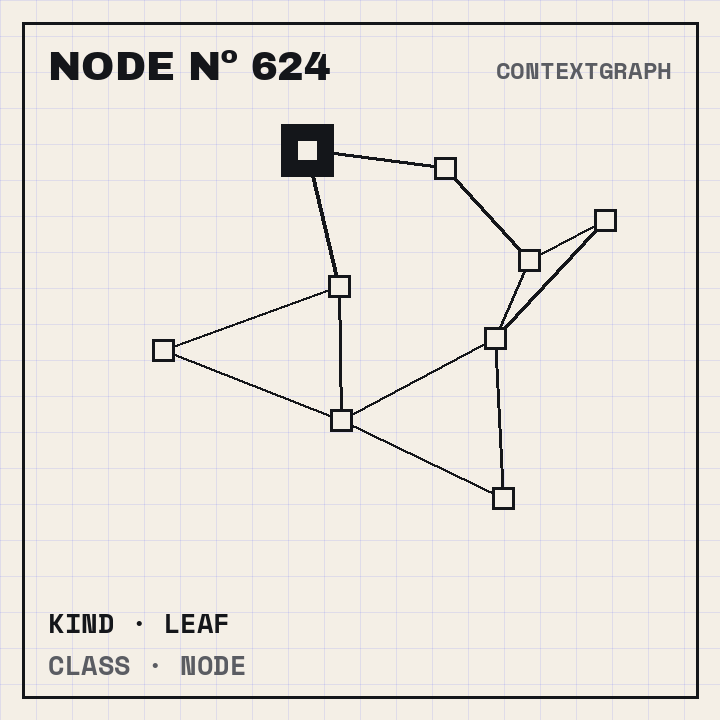 NODE Nº 624
CONTEXTGRAPH
KIND · LEAF
CLASS · NODE